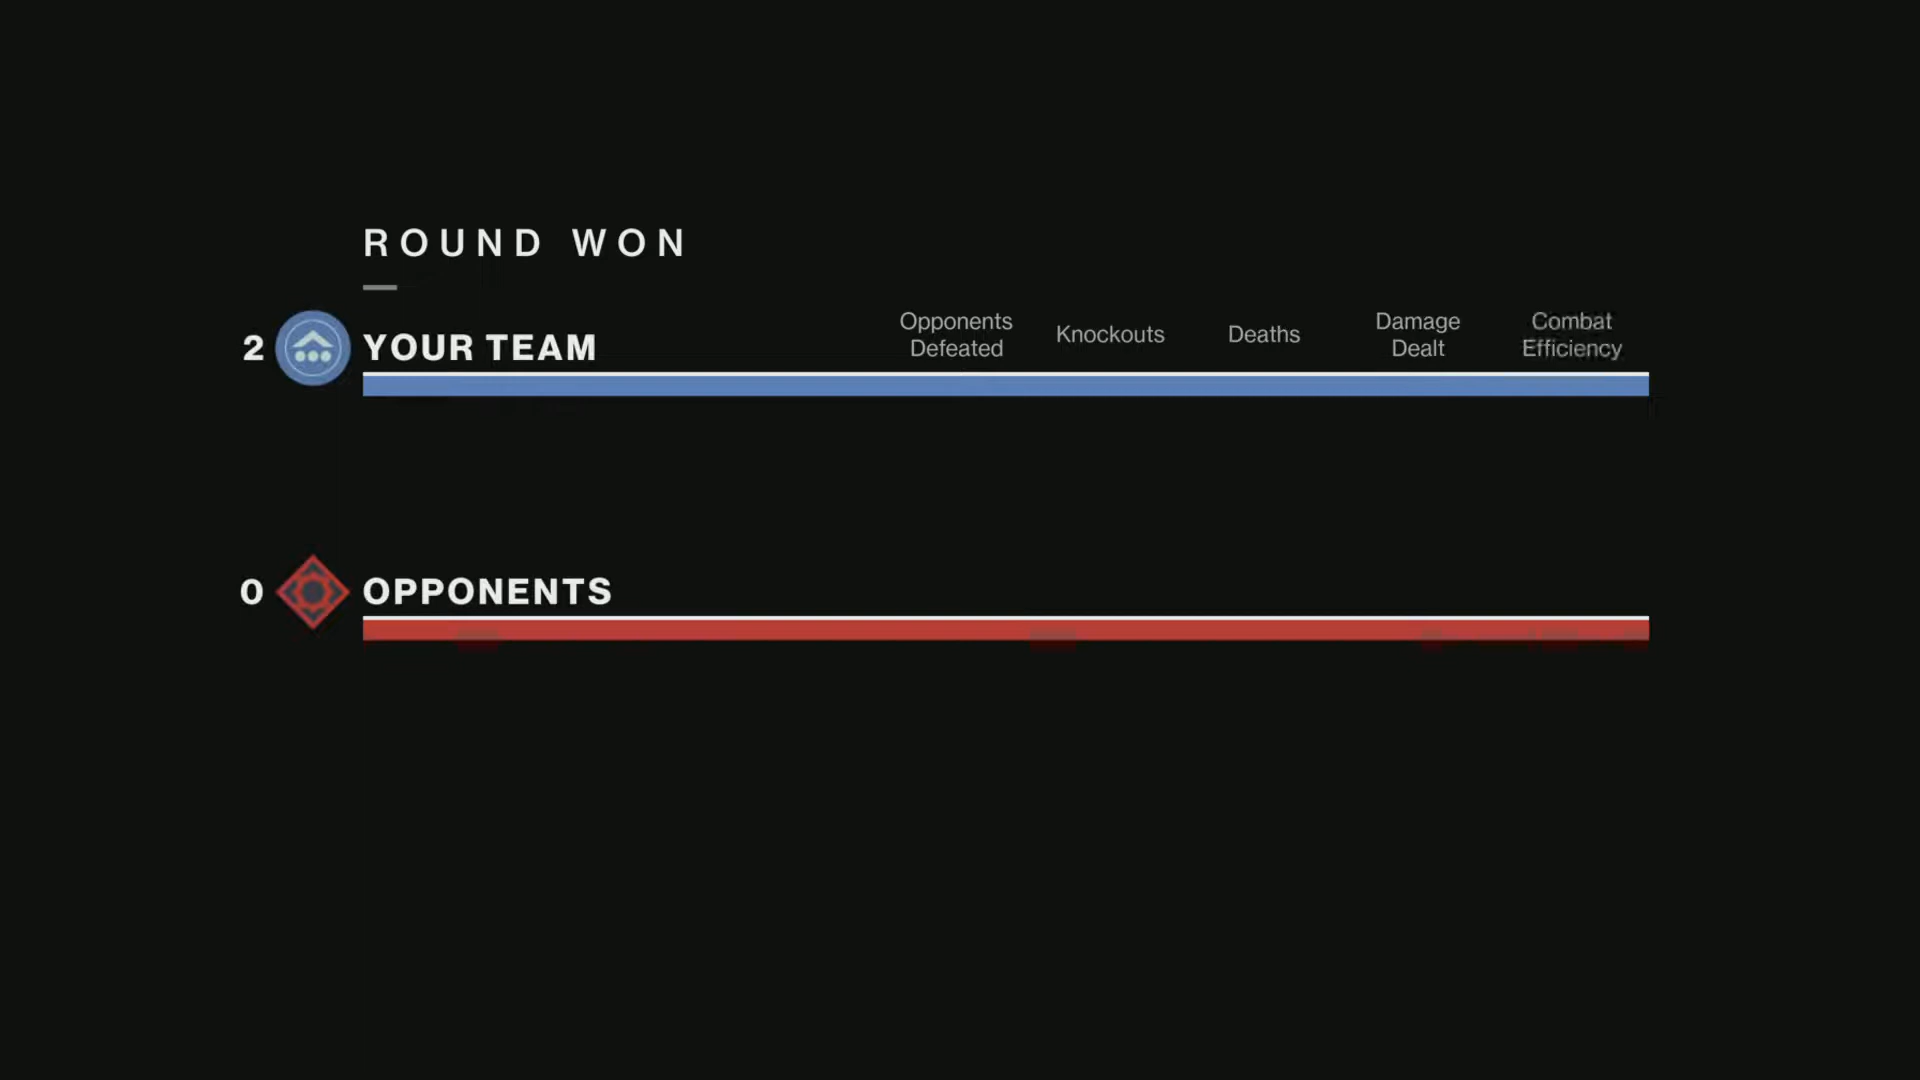 ROUND WON
2 YOUR TEAM
Opponents Defeated
Knockouts
Deaths
Damage Dealt
Combat Efficiency
0 OPPONENTS